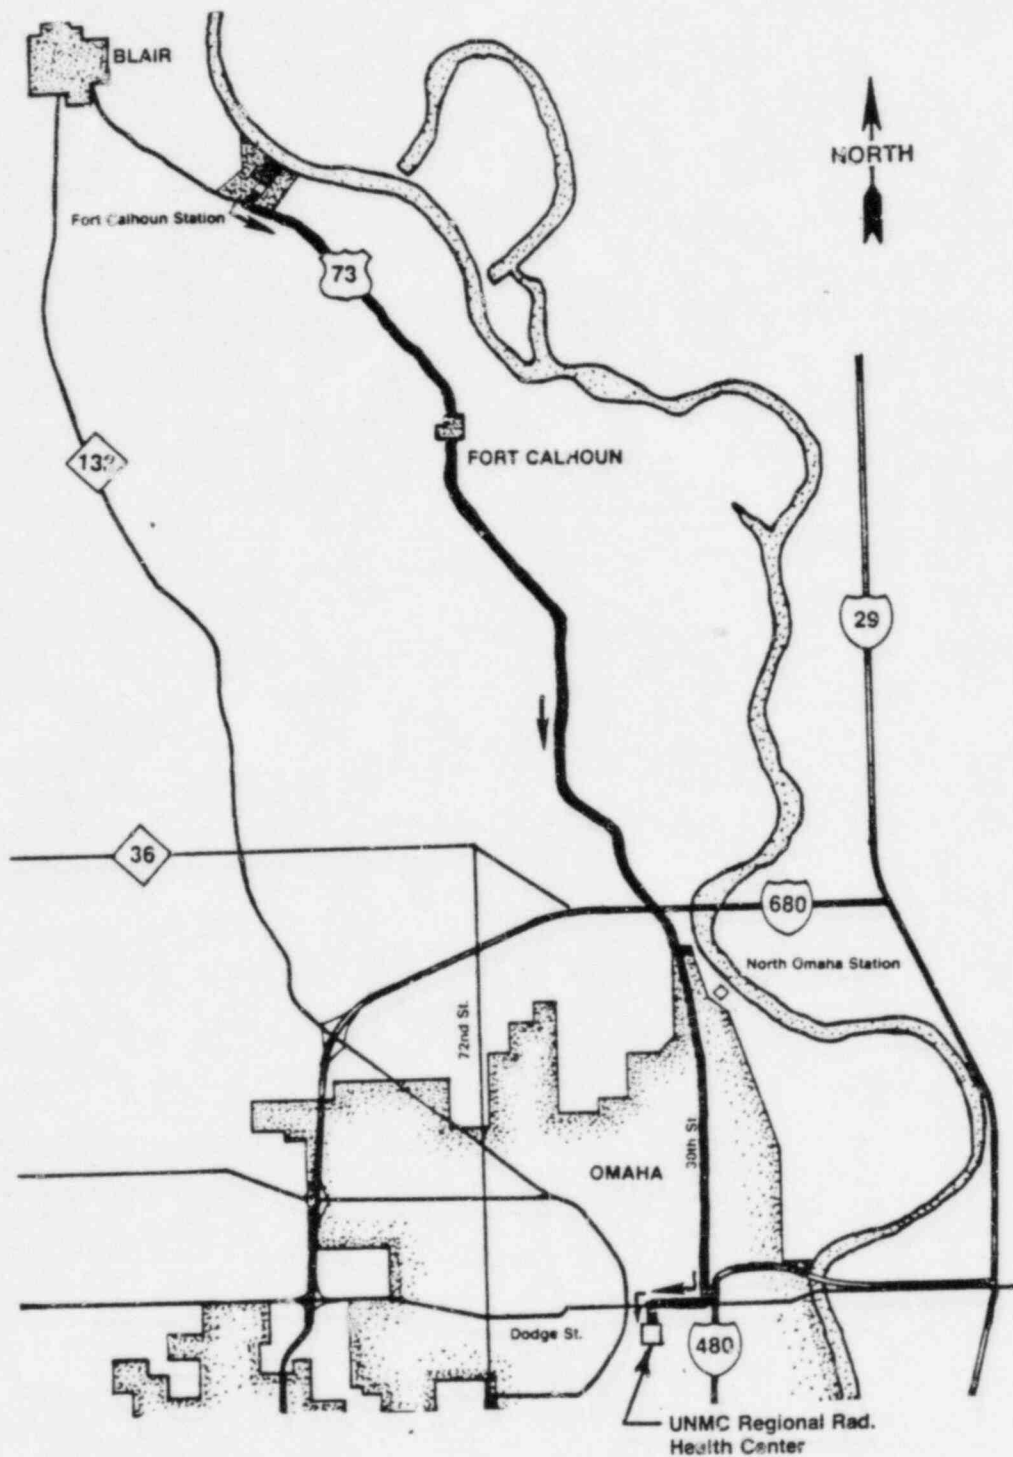 BLAIR
NORTH
Fort Calhoun Station
73
FORT CALHOUN
29
36
680
North Omaha Station
72nd St.
30th St
OMAHA
Dodge St.
480
UNMC Regional Rad.
Health Center